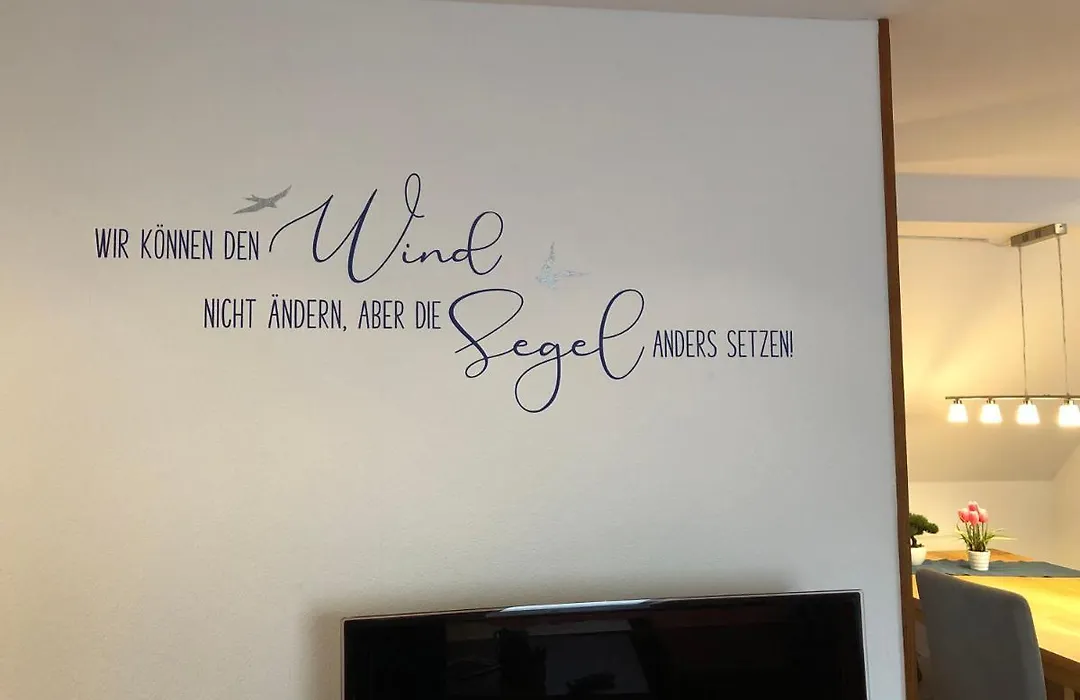 WIR KÖNNEN DEN Wind
NICHT ÄNDERN, ABER DIE Segel ANDERS SETZEN!